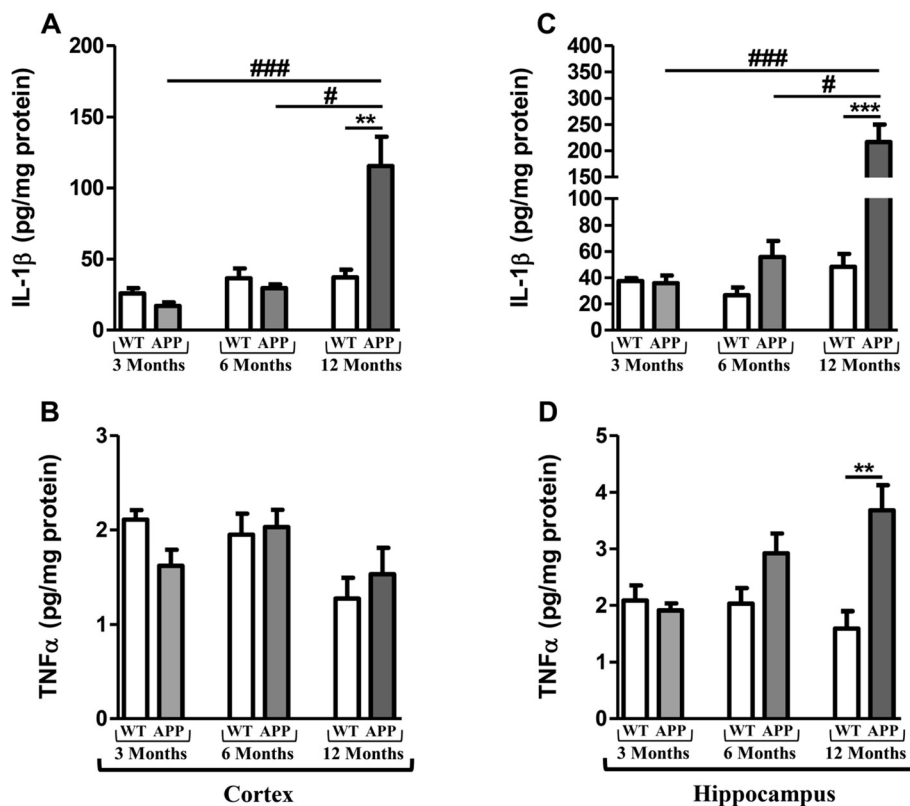 A
IL-1β (pg/mg protein)
200
150
100
50
0
###
#
**
WT APP WT APP WT APP
3 Months 6 Months 12 Months
C
IL-1β (pg/mg protein)
400
350
300
250
200
150
100
80
60
40
20
0
###
#
***
WT APP WT APP WT APP
3 Months 6 Months 12 Months
B
TNFα (pg/mg protein)
3
2
1
0
WT APP WT APP WT APP
3 Months 6 Months 12 Months
Cortex
D
TNFα (pg/mg protein)
5
4
3
2
1
0
**
WT APP WT APP WT APP
3 Months 6 Months 12 Months
Hippocampus